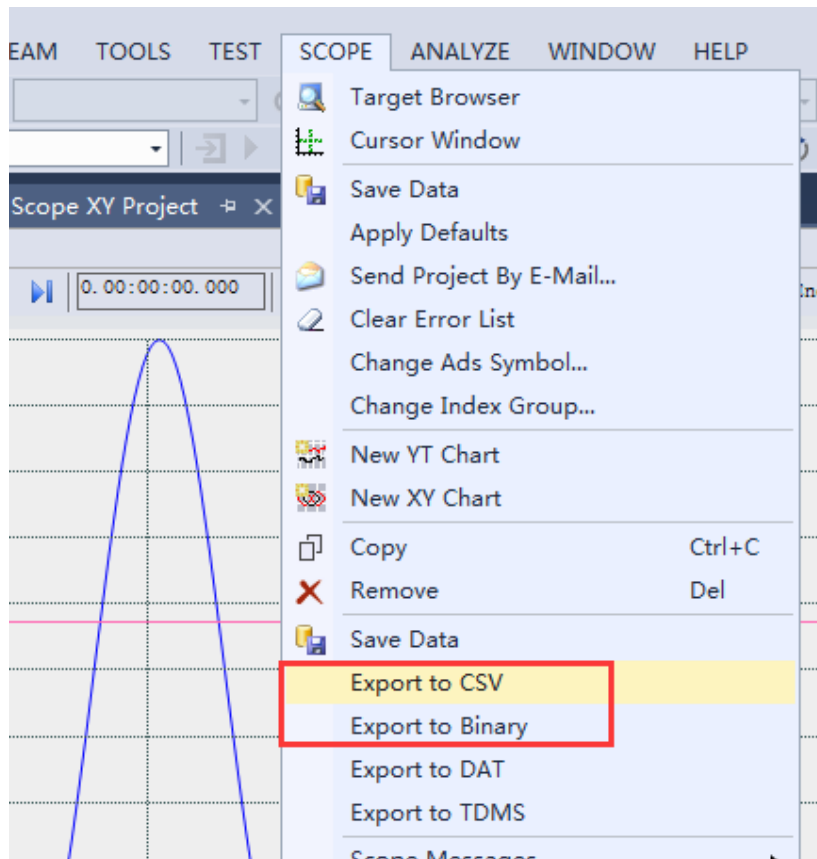 EAM TOOLS TEST SCOPE ANALYZE WINDOW HELP
Target Browser
Cursor Window
Scope XY Project
Save Data
Apply Defaults
0.00:00:00.000
Send Project By E-Mail...
Clear Error List
Change Ads Symbol...
Change Index Group...
New YT Chart
New XY Chart
Copy Ctrl+C
Remove Del
Save Data
Export to CSV
Export to Binary
Export to DAT
Export to TDMS
Scope Messages